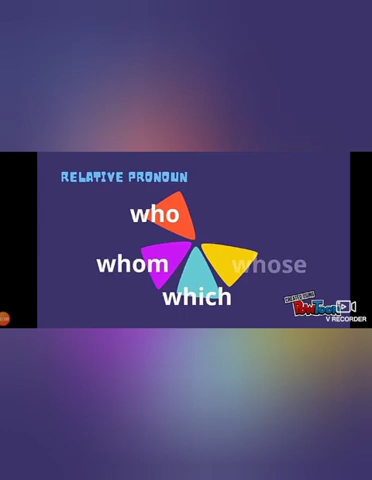 RELATIVE PRONOUN
who
whom
whose
which
CREATED USING
POWTOON
V RECORDER